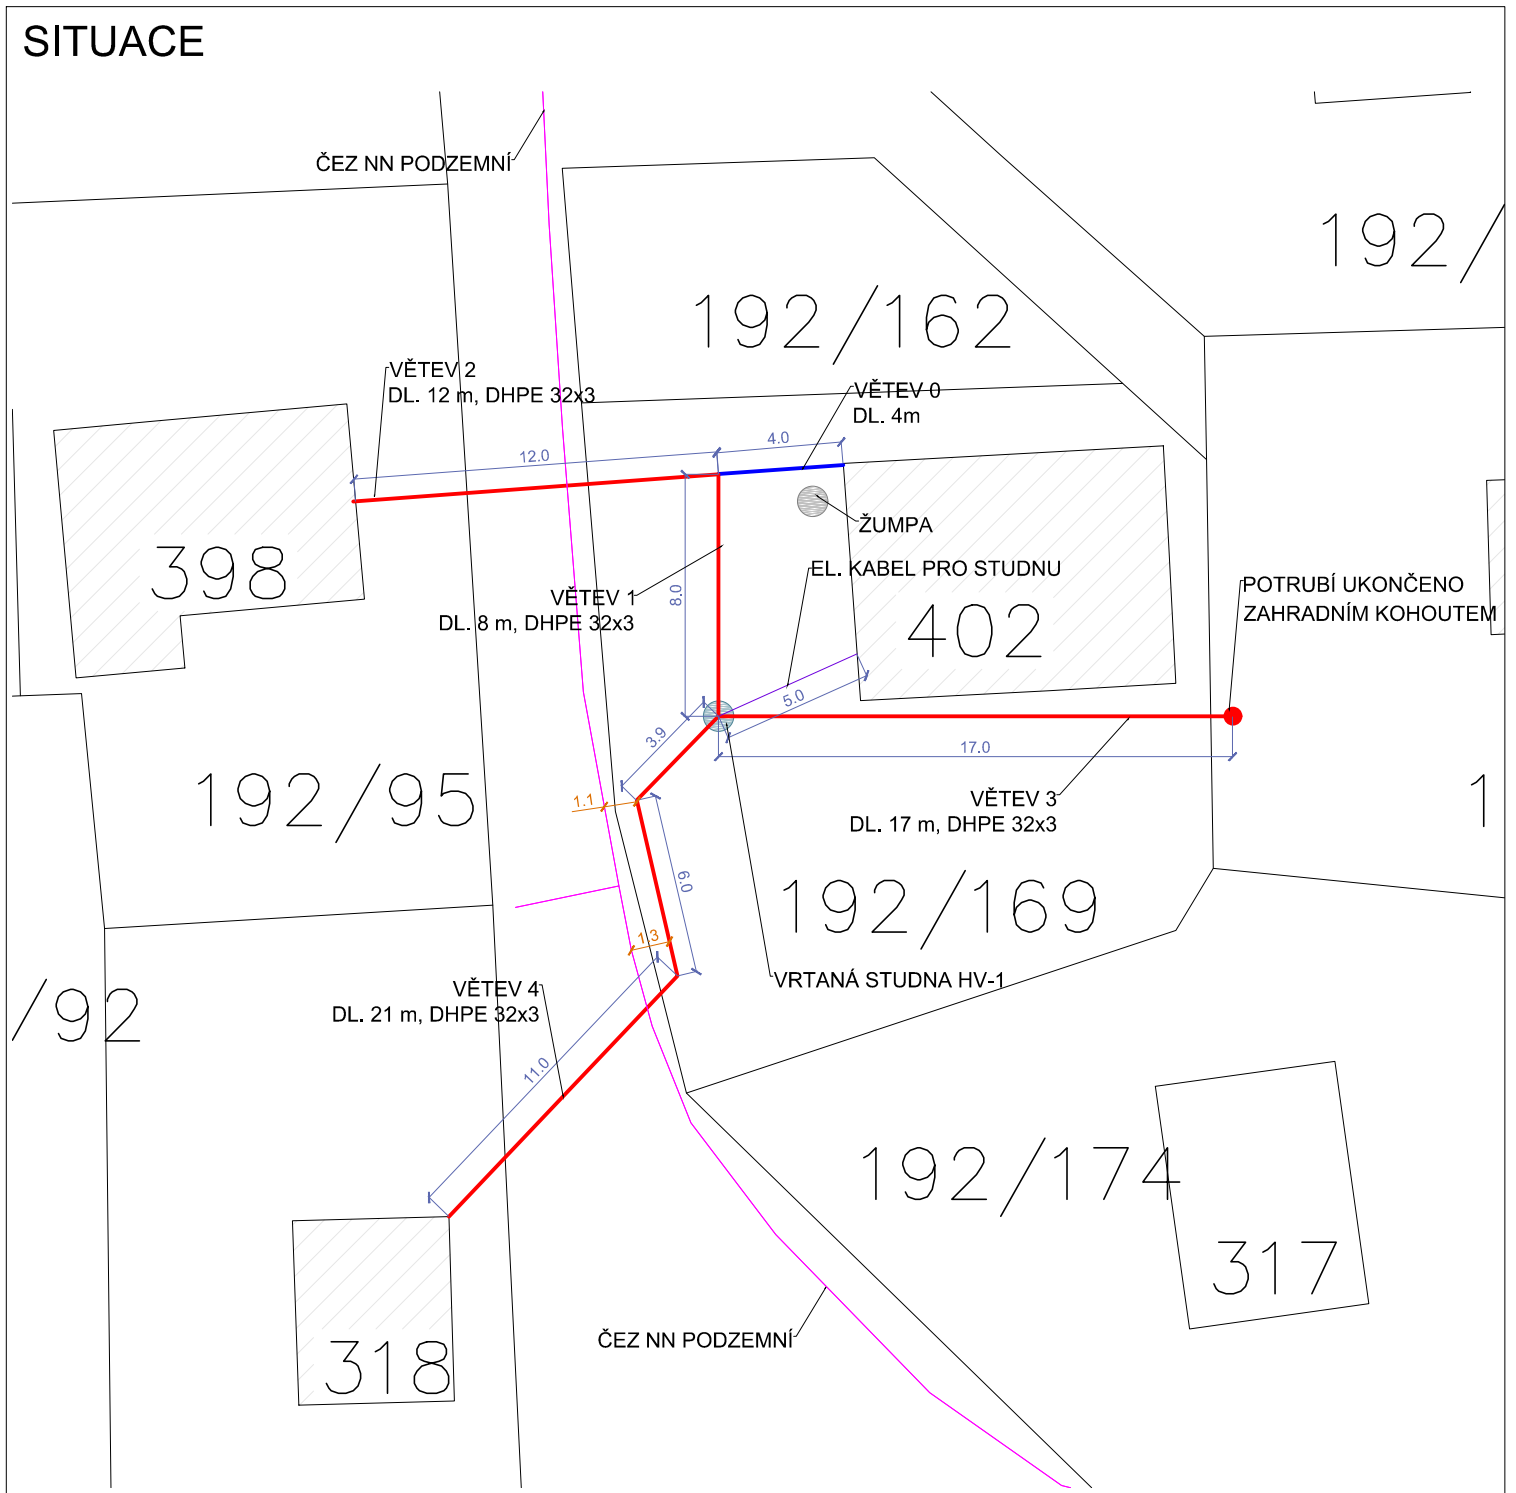 SITUACE
ČEZ NN PODZEMNÍ
192/
192/162
VĚTEV 2
DL. 12 m, DHPE 32x3
VĚTEV 0
DL. 4m
4.0
12.0
ŽUMPA
398
EL. KABEL PRO STUDNU
POTRUBÍ UKONČENO
ZAHRADNÍM KOHOUTEM
VĚTEV 1
DL. 8 m, DHPE 32x3
8.0
402
5.0
3.9
17.0
192/95
1.1
VĚTEV 3
DL. 17 m, DHPE 32x3
1
6.0
192/169
1.3
VRTANÁ STUDNA HV-1
VĚTEV 4
DL. 21 m, DHPE 32x3
/92
11.0
192/174
317
ČEZ NN PODZEMNÍ
318